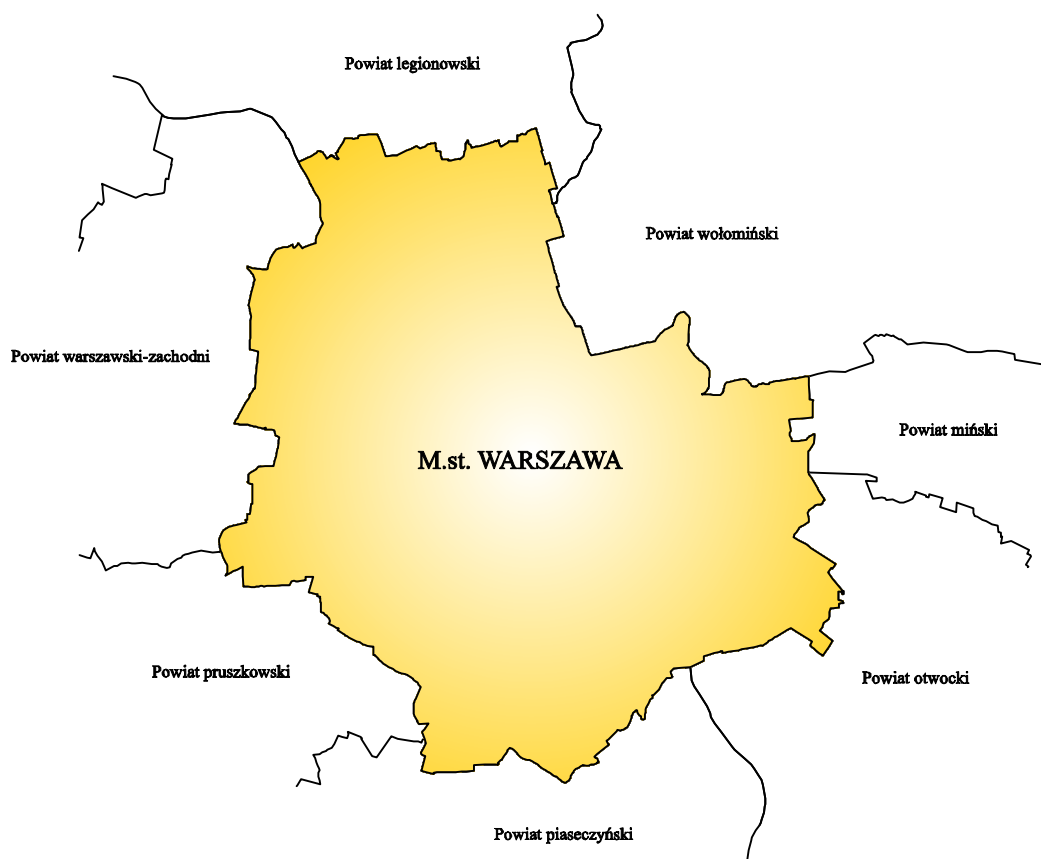 Powiat legionowski
Powiat wołomiński
Powiat warszawski-zachodni
Powiat miński
M.st. WARSZAWA
Powiat pruszkowski
Powiat otwocki
Powiat piaseczyński